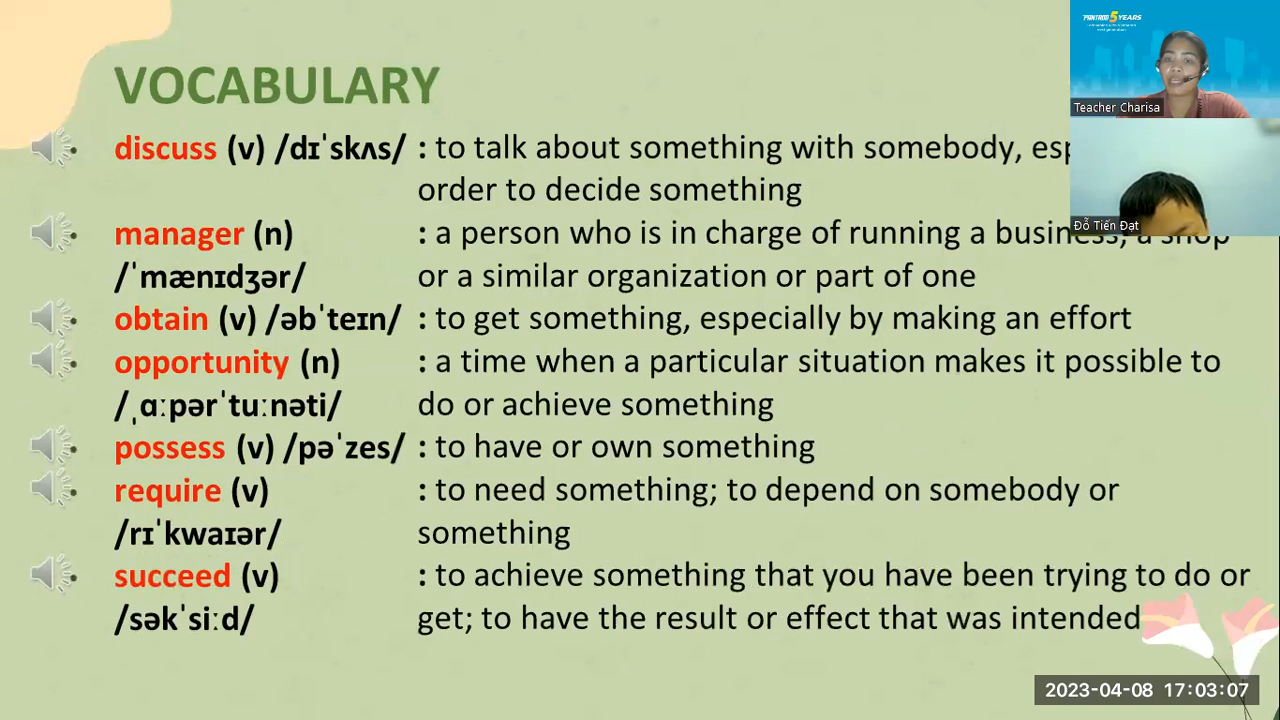 VOCABULARY
discuss (v) /dɪˈskʌs/ : to talk about something with somebody, esp
order to decide something
manager (n) : a person who is in charge of running a business, a shop
/ˈmænɪdʒər/ or a similar organization or part of one
obtain (v) /əbˈteɪn/ : to get something, especially by making an effort
opportunity (n) : a time when a particular situation makes it possible to
/ˌɑːpərˈtuːnəti/ do or achieve something
possess (v) /pəˈzes/ : to have or own something
require (v) : to need something; to depend on somebody or
/rɪˈkwaɪər/ something
succeed (v) : to achieve something that you have been trying to do or
/səkˈsiːd/ get; to have the result or effect that was intended
5 YEARS
Teacher Charisa
Đỗ Tiến Đạt
2023-04-08 17:03:07